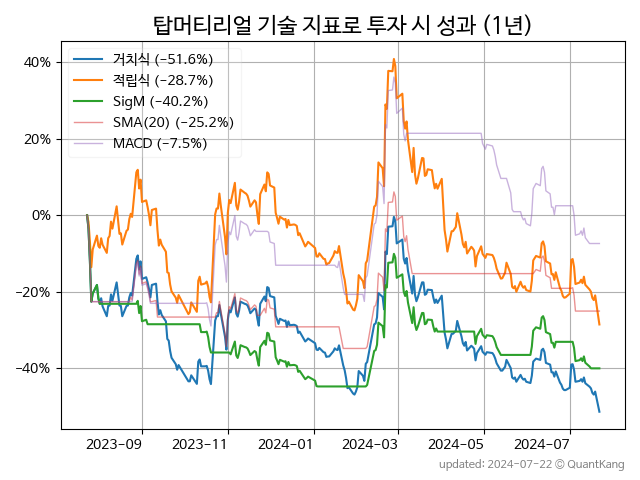 탑머티리얼 기술 지표로 투자 시 성과 (1년)
거치식 (-51.6%)
적립식 (-28.7%)
SigM (-40.2%)
SMA(20) (-25.2%)
MACD (-7.5%)
40%
20%
0%
-20%
-40%
2023-09 2023-11 2024-01 2024-03 2024-05 2024-07
updated: 2024-07-22 © QuantKang